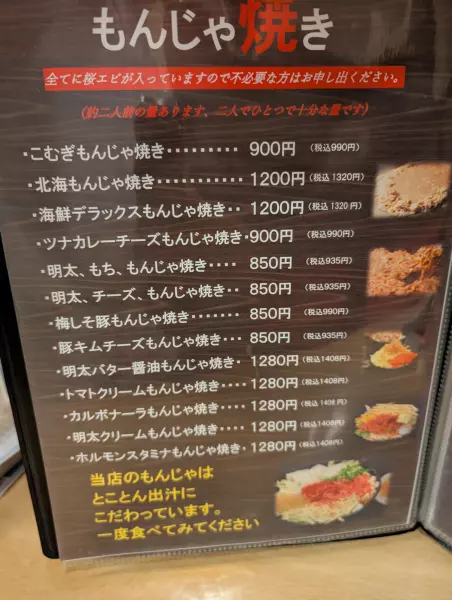 もんじゃ焼き
全てに桜エビが入っていますので不必要な方はお申し出ください。
(約二人前の量あります、二人でひとつで十分な量です)
・こむぎもんじゃ焼き・・・・・・・・・ 900円 (税込990円)
・北海もんじゃ焼き・・・・・・・・・・・ 1200円 (税込1320円)
・海鮮デラックスもんじゃ焼き・・ 1200円 (税込1320円)
・ツナカレーチーズもんじゃ焼き・900円 (税込990円)
・明太、もち、もんじゃ焼き・・・・ 850円 (税込935円)
・明太、チーズ、もんじゃ焼き・・ 850円 (税込935円)
・梅しそ豚もんじゃ焼き・・・・・・ 850円 (税込990円)
・豚キムチーズもんじゃ焼き・・・ 850円 (税込935円)
・明太バター醤油もんじゃ焼き・ 1280円 (税込1408円)
・トマトクリームもんじゃ焼き・・ 1280円 (税込1408円)
・カルボナーラもんじゃ焼き・・・ 1280円 (税込1408円)
・明太クリームもんじゃ焼き・・・ 1280円 (税込1408円)
・ホルモンスタミナもんじゃ焼き・1280円 (税込1408円)
当店のもんじゃは
とことん出汁に
こだわっています。
一度食べてみてください